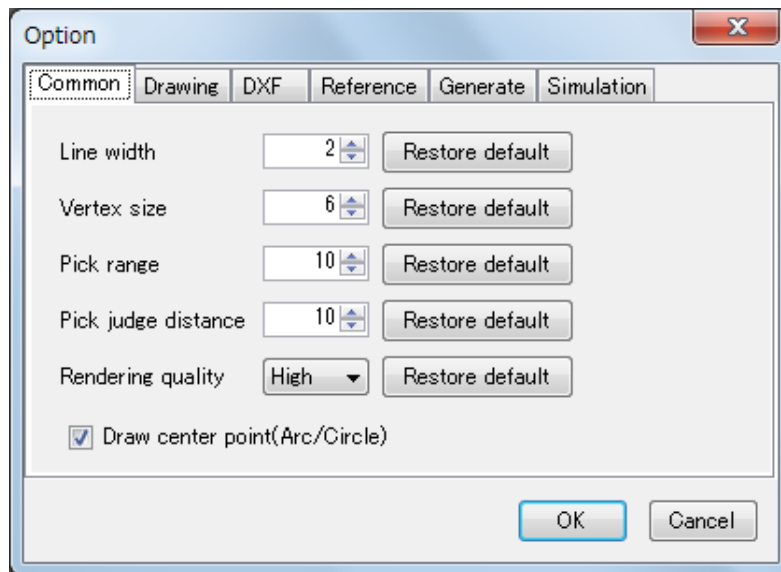 Option
Common Drawing DXF Reference Generate Simulation
Line width 2 Restore default
Vertex size 6 Restore default
Pick range 10 Restore default
Pick judge distance 10 Restore default
Rendering quality High Restore default
Draw center point(Arc/Circle)
OK Cancel